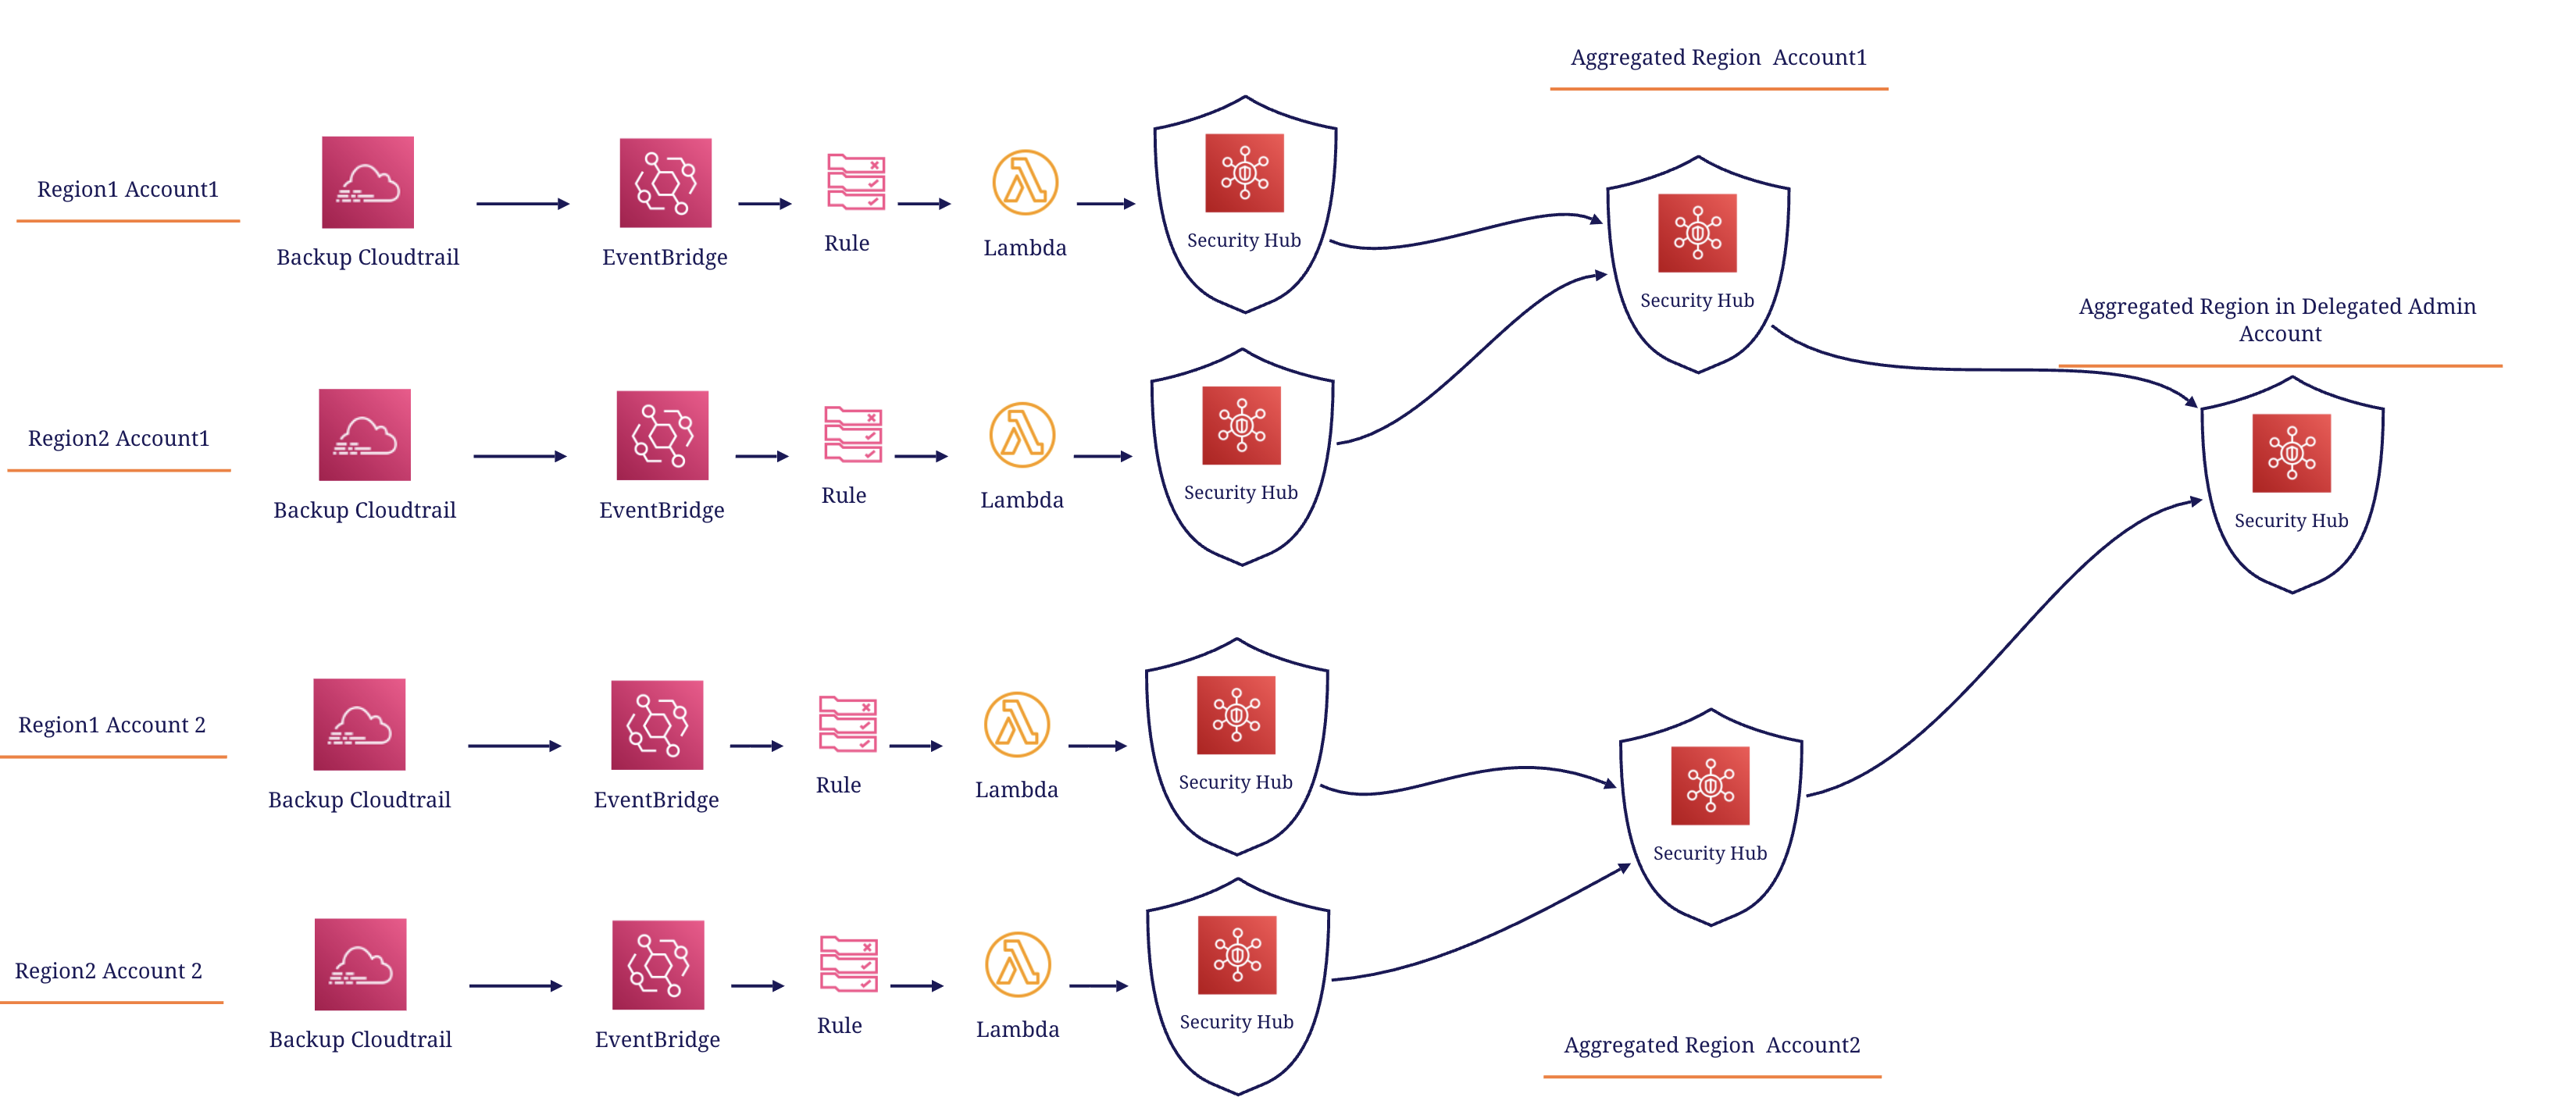 Aggregated Region  Account1
Region1 Account1
Backup Cloudtrail
EventBridge
Rule
Lambda
Security Hub
Security Hub
Aggregated Region in Delegated Admin
Account
Region2 Account1
Backup Cloudtrail
EventBridge
Rule
Lambda
Security Hub
Security Hub
Region1 Account 2
Backup Cloudtrail
EventBridge
Rule
Lambda
Security Hub
Security Hub
Region2 Account 2
Backup Cloudtrail
EventBridge
Rule
Lambda
Security Hub
Aggregated Region  Account2